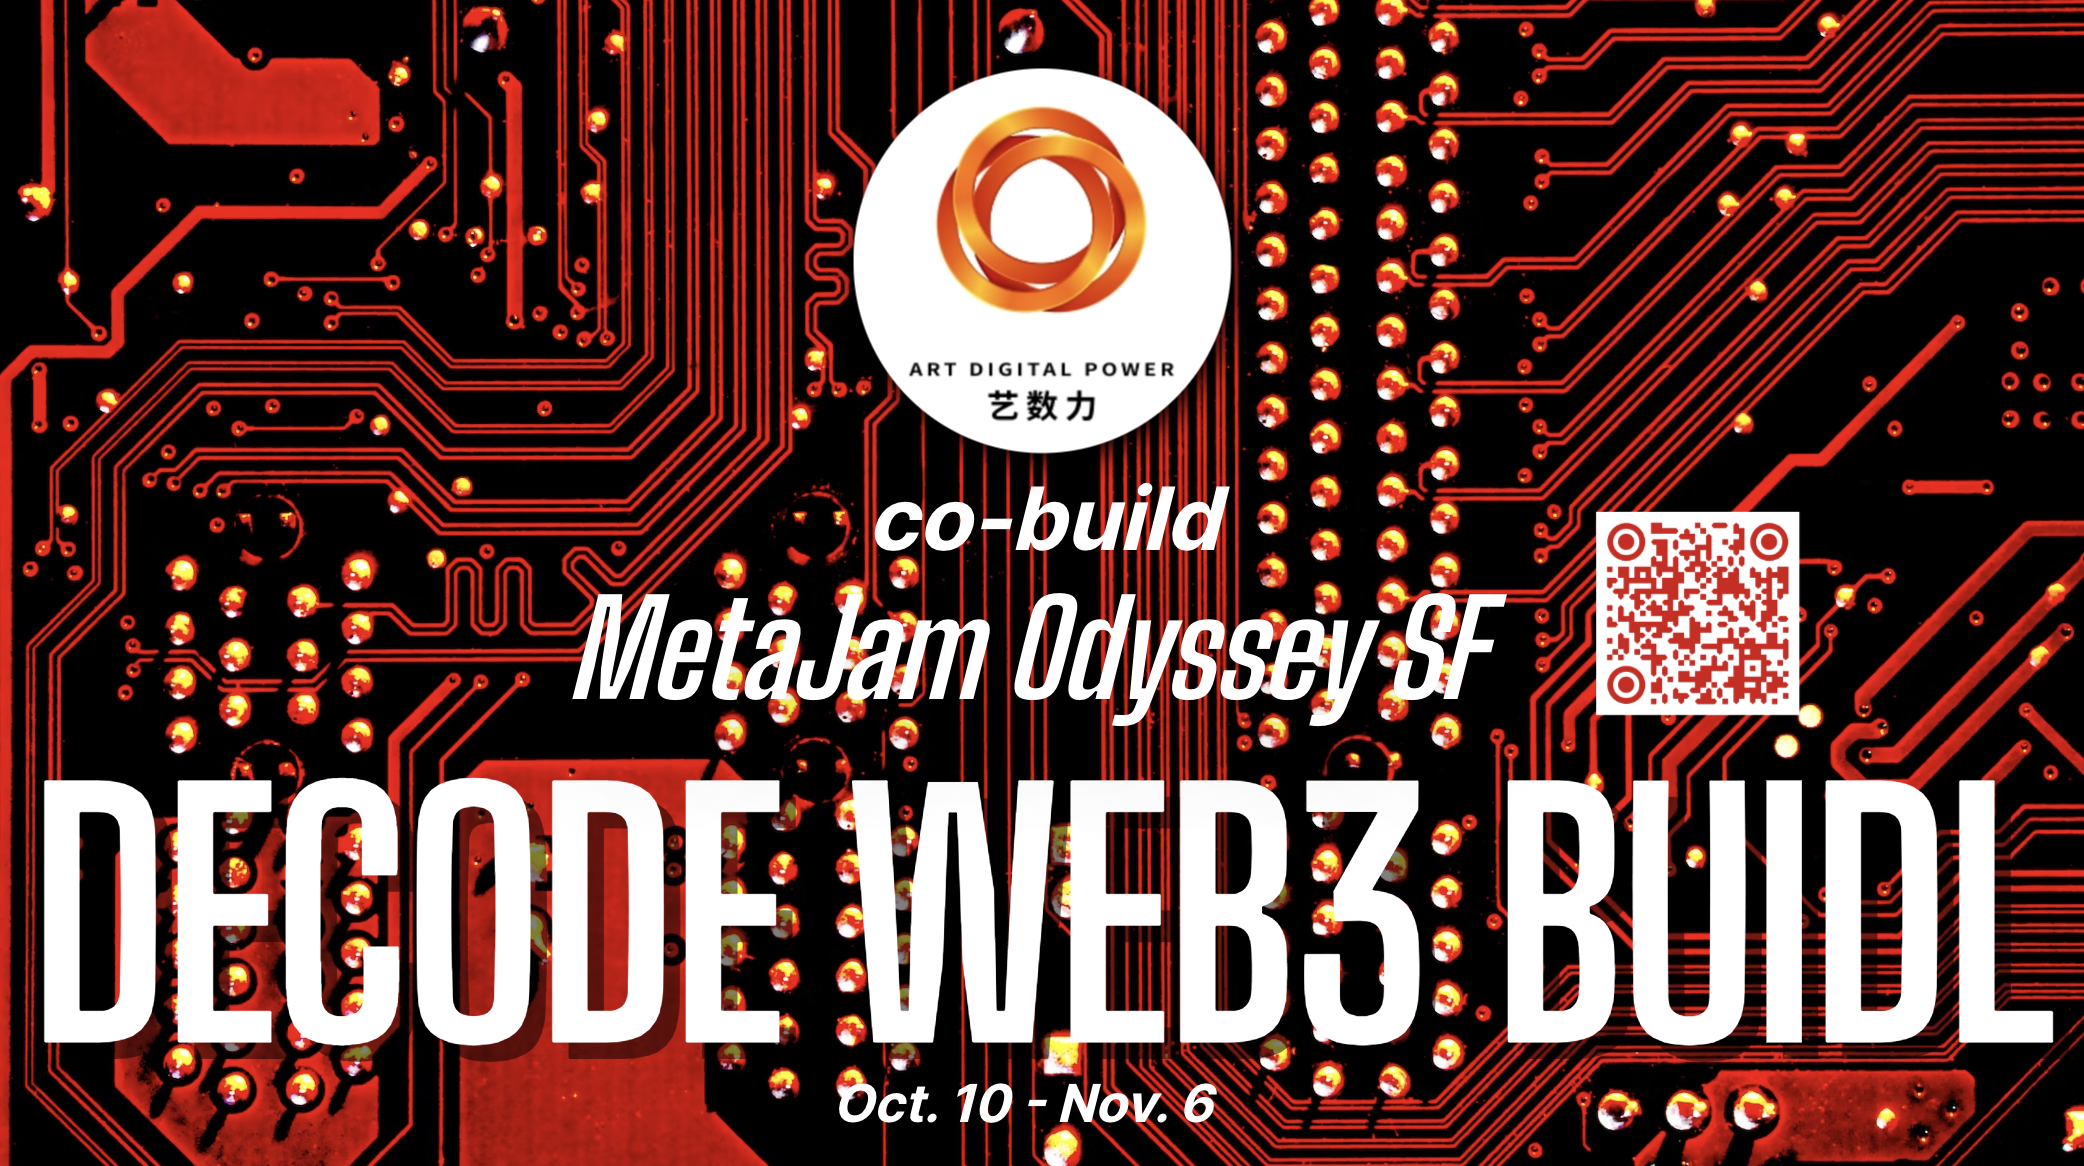 ART DIGITAL POWER
艺数力
co-build
MetaJam Odyssey SF
DECODE WEB3 BUIDL
Oct. 10 - Nov. 6